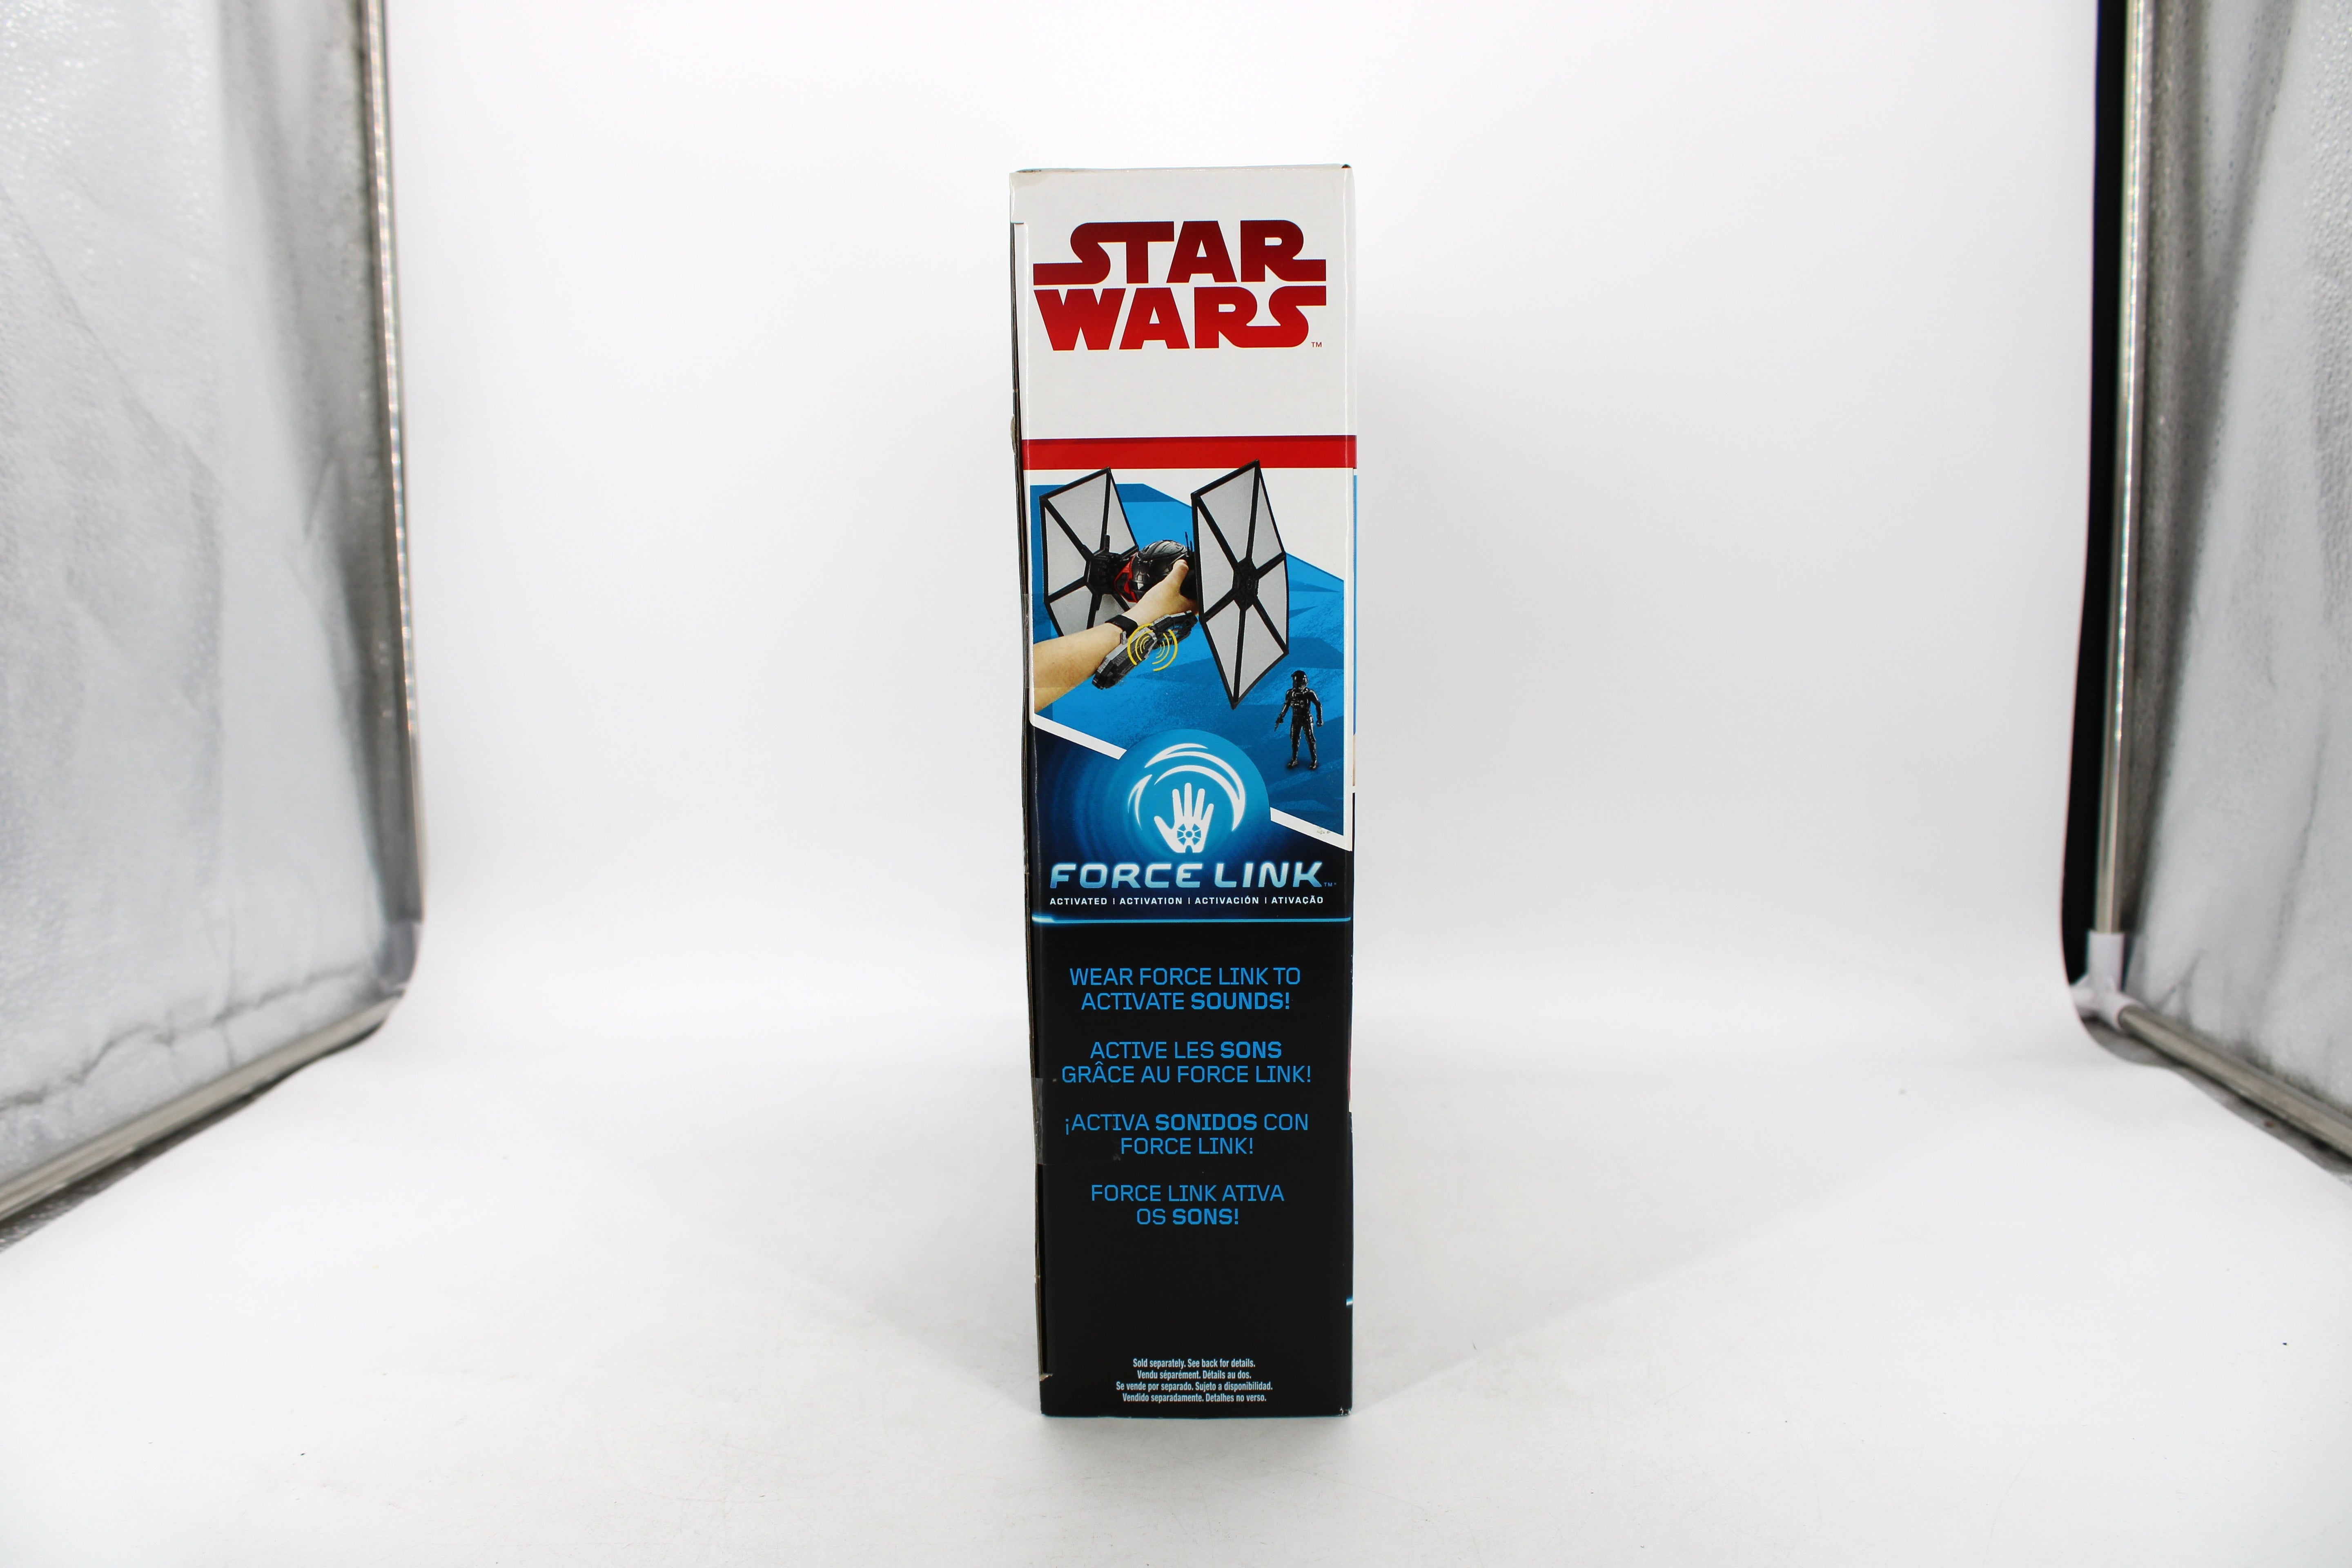 STAR
WARS™
FORCE LINK™
ACTIVATED | ACTIVATION | ACTIVACIÓN | ATIVAÇÃO
WEAR FORCE LINK TO
ACTIVATE SOUNDS!
ACTIVE LES SONS
GRÂCE AU FORCE LINK!
¡ACTIVA SONIDOS CON
FORCE LINK!
FORCE LINK ATIVA
OS SONS!
Sold separately. See back for details.
Vendu séparément. Détails au dos.
Se vende por separado. Sujeto a disponibilidad.
Vendido separadamente. Detalhes no verso.